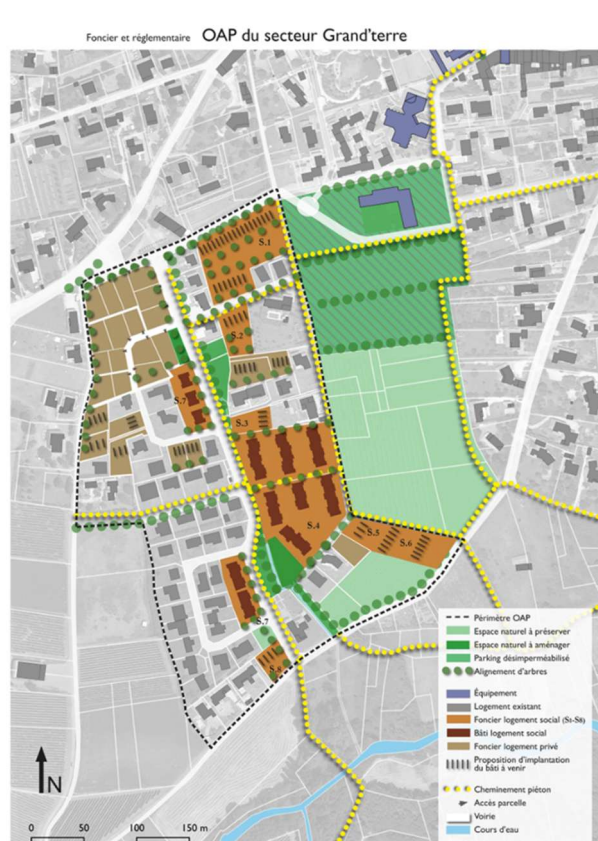 Foncier et réglementaire OAP du secteur Grand'terre
S.1
S.2
S.7
S.3
S.4
S.5
S.6
S.7
S.8
Périmètre OAP
Espace naturel à préserver
Espace naturel à aménager
Parking désimperméabilisé
Alignement d'arbres
Équipement
Logement existant
Foncier logement social (S1-S8)
Bâti logement social
Foncier logement privé
Proposition d'implantation
du bâti à venir
Cheminement piéton
Accès parcelle
Voirie
Cours d'eau
N
0 50 100 150 m